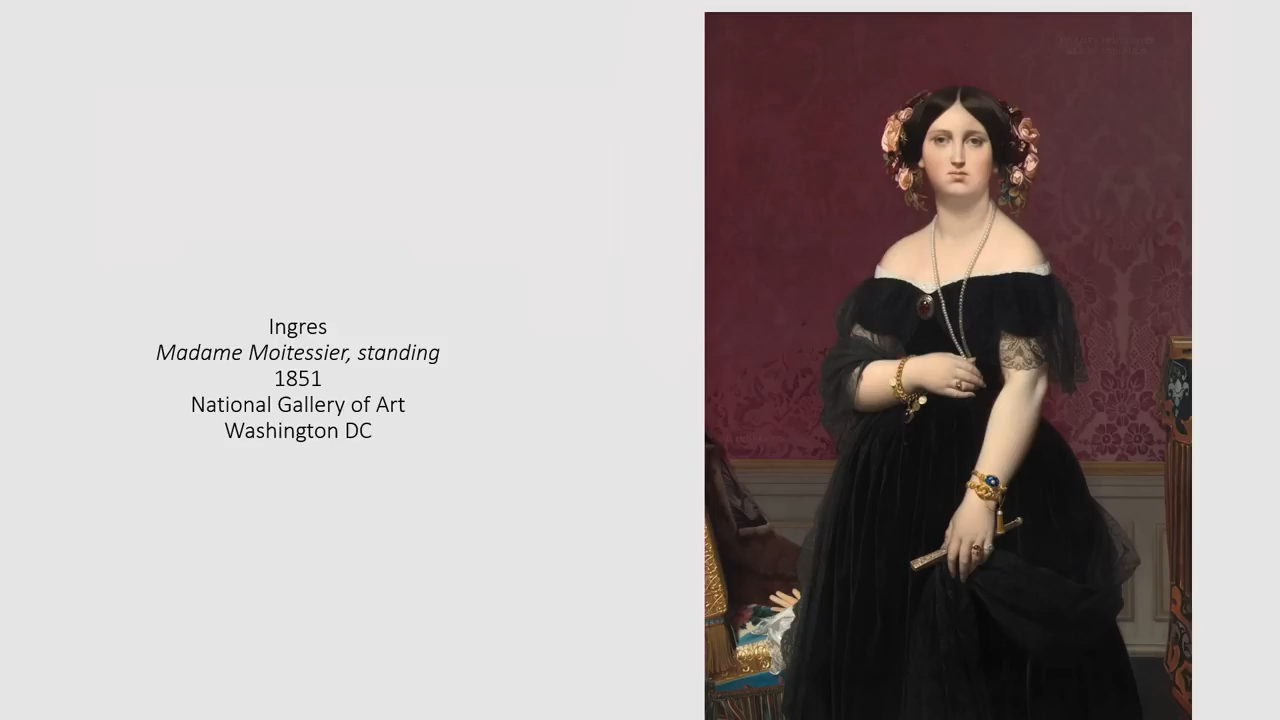 Ingres
Madame Moitessier, standing
1851
National Gallery of Art
Washington DC